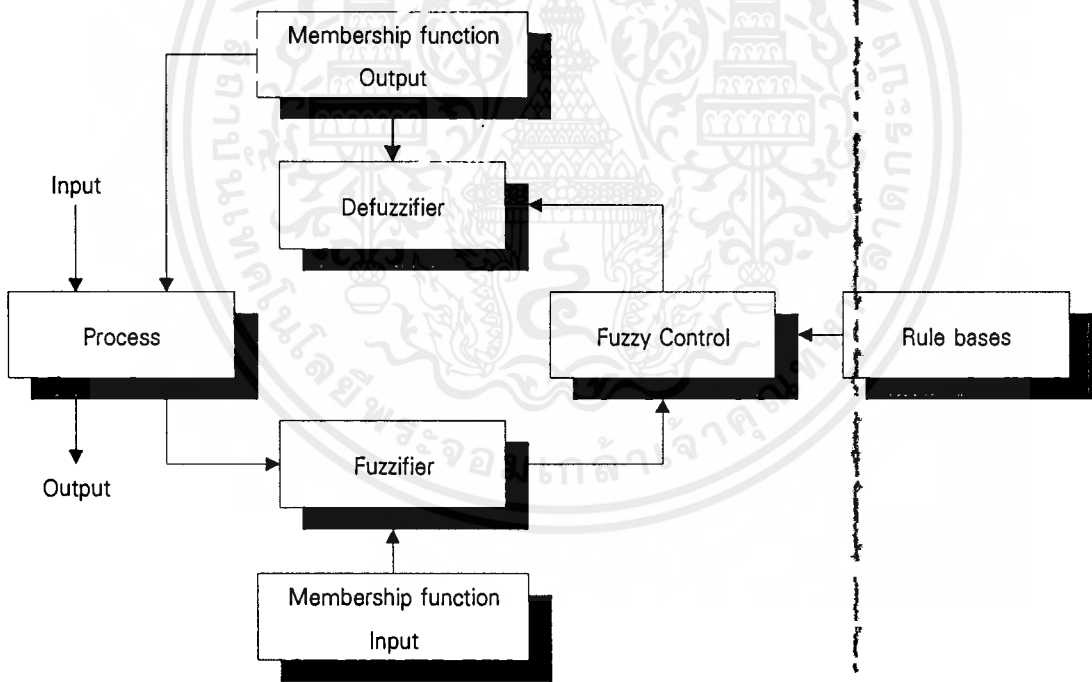 Membership function
Output
Defuzzifier
Input
Process
Fuzzy Control
Rule bases
Fuzzifier
Output
Membership function
Input